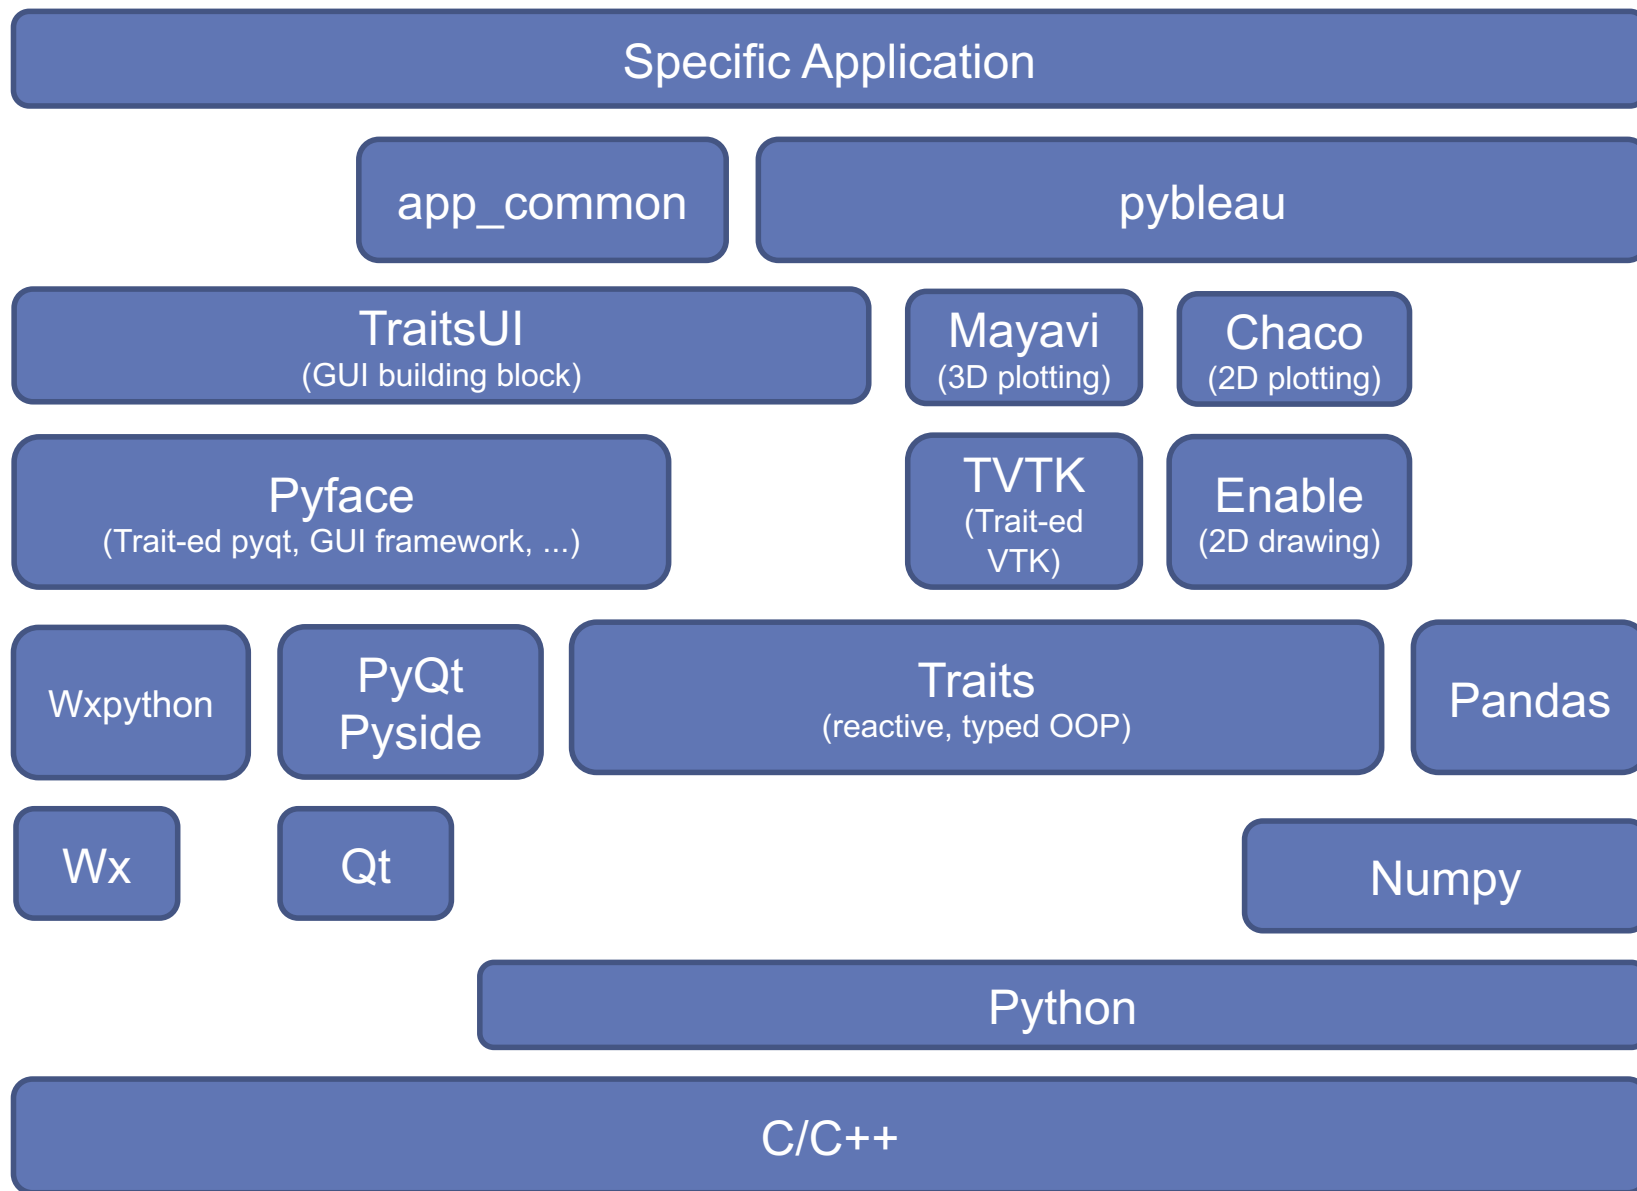 Specific Application
app_common
pybleau
TraitsUI
(GUI building block)
Mayavi
(3D plotting)
Chaco
(2D plotting)
Pyface
(Trait-ed pyqt, GUI framework, ...)
TVTK
(Trait-ed
VTK)
Enable
(2D drawing)
Wxpython
PyQt
Pyside
Traits
(reactive, typed OOP)
Pandas
Wx
Qt
Numpy
Python
C/C++